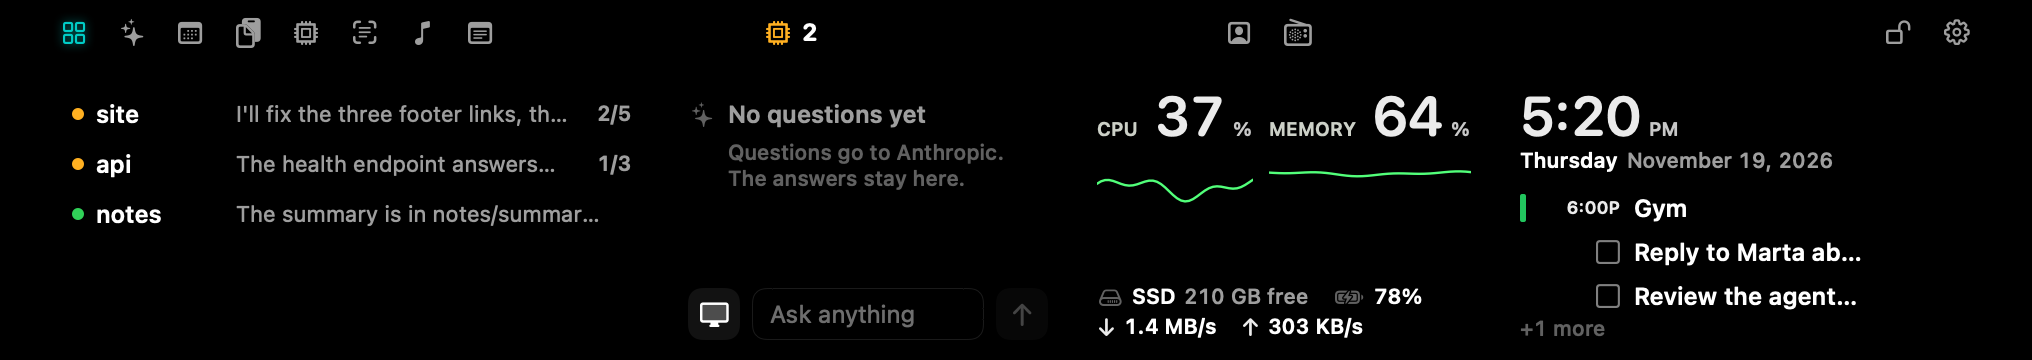 2
site I'll fix the three footer links, th... 2/5
api The health endpoint answers... 1/3
notes The summary is in notes/summar...
No questions yet
Questions go to Anthropic.
The answers stay here.
Ask anything
CPU 37 % MEMORY 64 %
SSD 210 GB free 78%
↓ 1.4 MB/s ↑ 303 KB/s
5:20 PM
Thursday November 19, 2026
6:00P Gym
Reply to Marta ab...
Review the agent...
+1 more